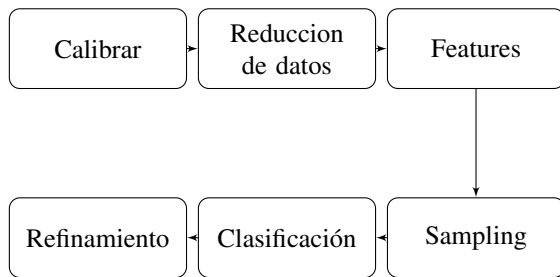 Calibrar
Reduccion
de datos
Features
Sampling
Clasificación
Refinamiento